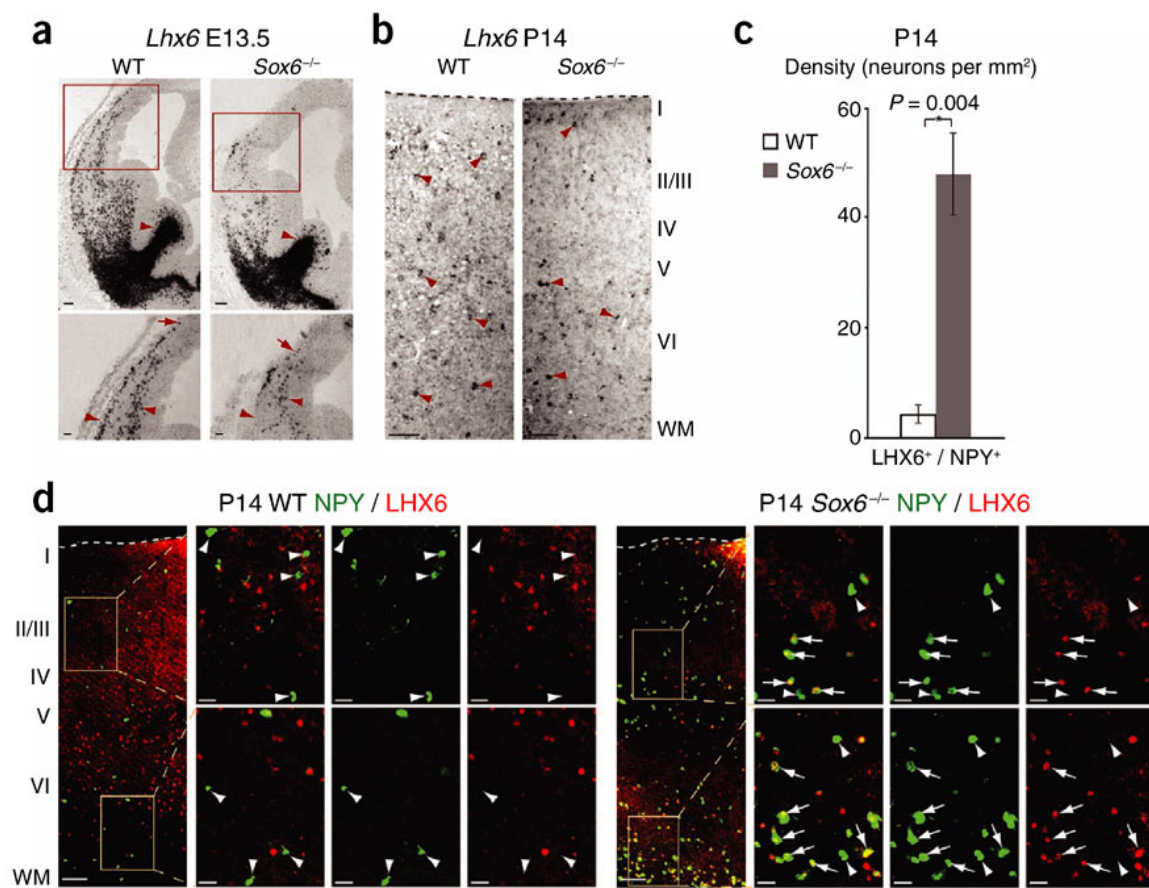 a
Lhx6 E13.5
WT Sox6–/–
b
Lhx6 P14
WT Sox6–/–
I
II/III
IV
V
VI
WM
c
P14
Density (neurons per mm²)
WT
Sox6–/–
60
40
20
0
P = 0.004
*
LHX6⁺ / NPY⁺
d
P14 WT NPY / LHX6
I
II/III
IV
V
VI
WM
P14 Sox6–/– NPY / LHX6